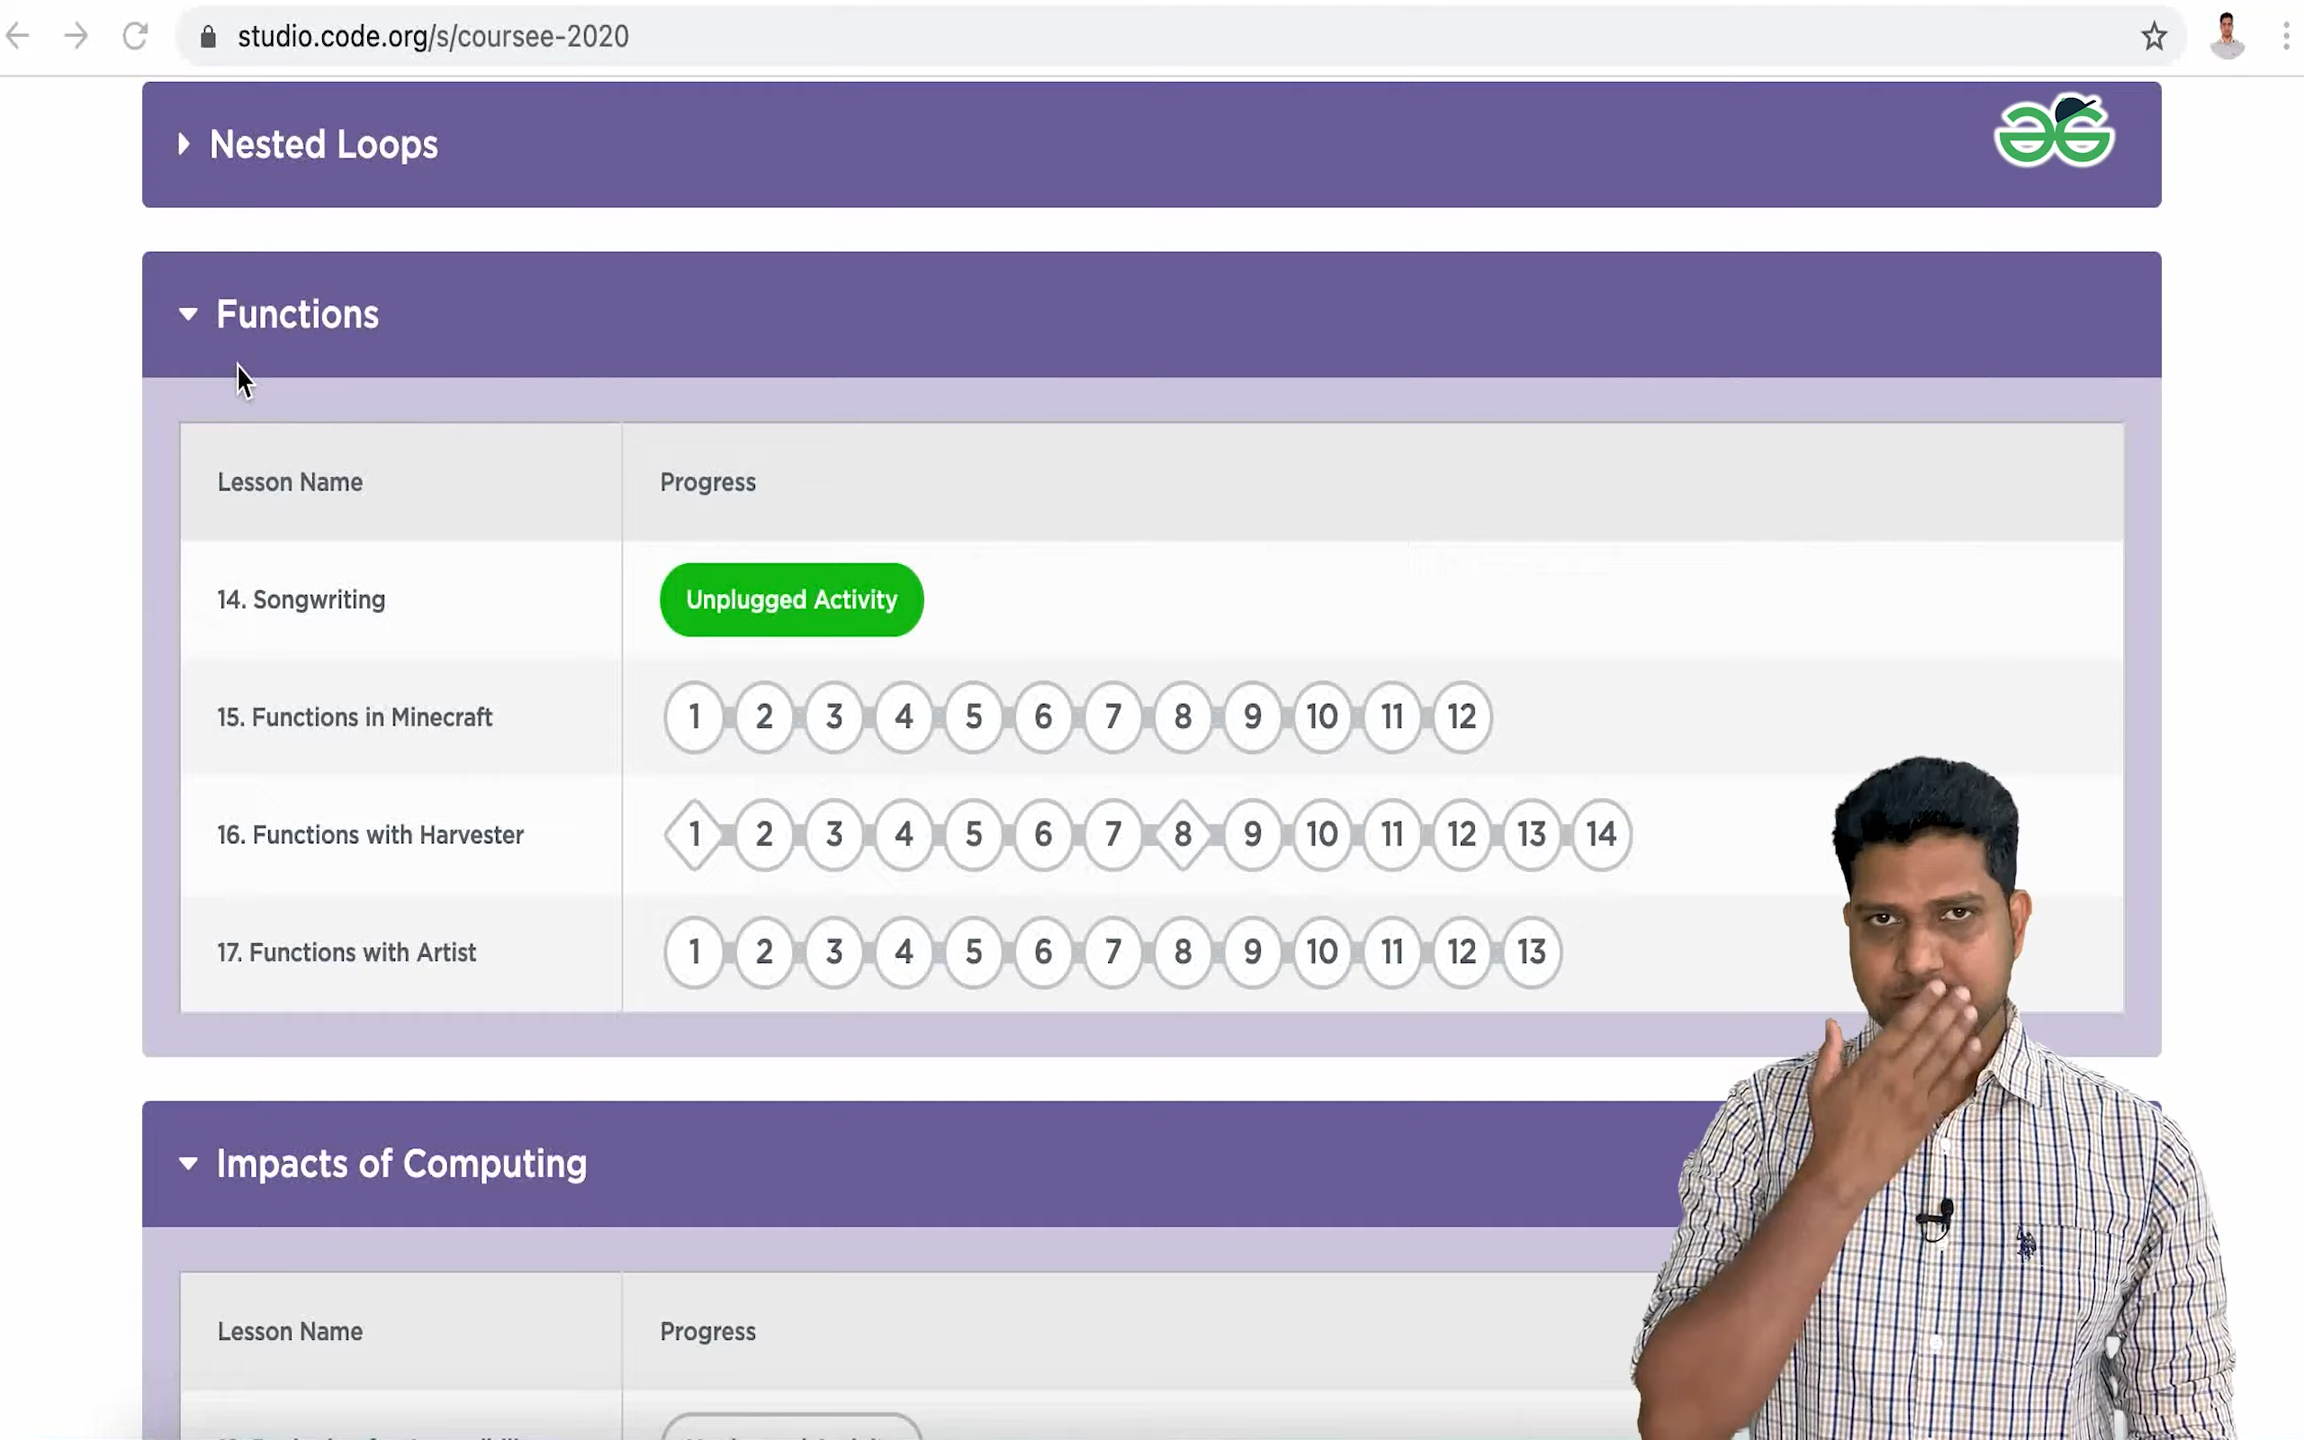 studio.code.org/s/coursee-2020
Nested Loops
Functions
Lesson Name Progress
14. Songwriting Unplugged Activity
15. Functions in Minecraft 1 2 3 4 5 6 7 8 9 10 11 12
16. Functions with Harvester 1 2 3 4 5 6 7 8 9 10 11 12 13 14
17. Functions with Artist 1 2 3 4 5 6 7 8 9 10 11 12 13
Impacts of Computing
Lesson Name Progress